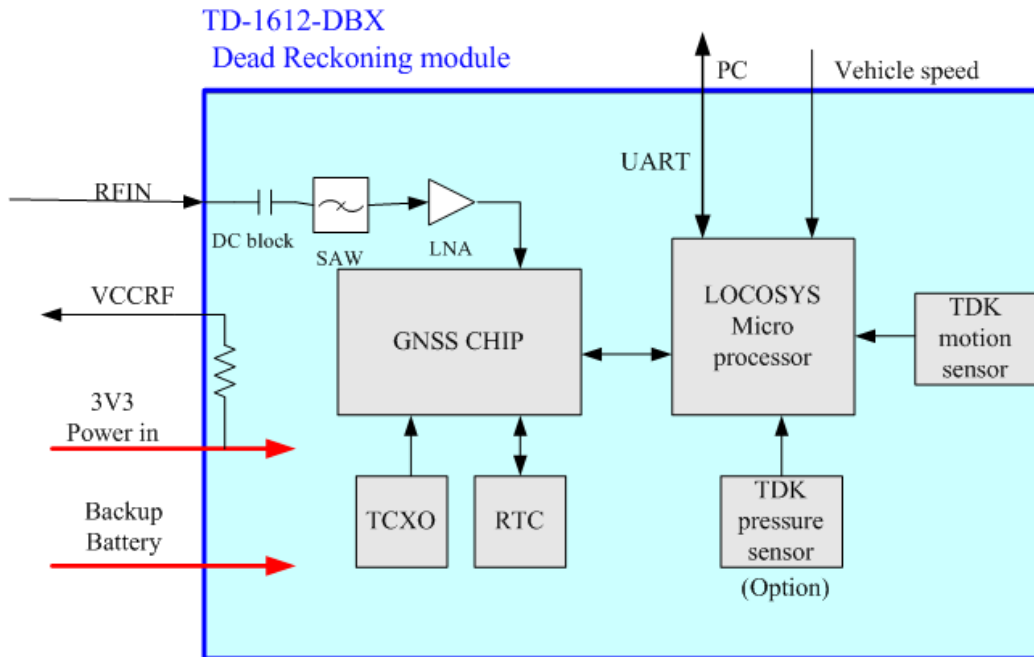 TD-1612-DBX
Dead Reckoning module
PC
Vehicle speed
UART
RFIN
DC block
SAW
LNA
VCCRF
GNSS CHIP
LOCOSYS
Micro
processor
TDK
motion
sensor
3V3
Power in
TCXO
RTC
TDK
pressure
sensor
(Option)
Backup
Battery